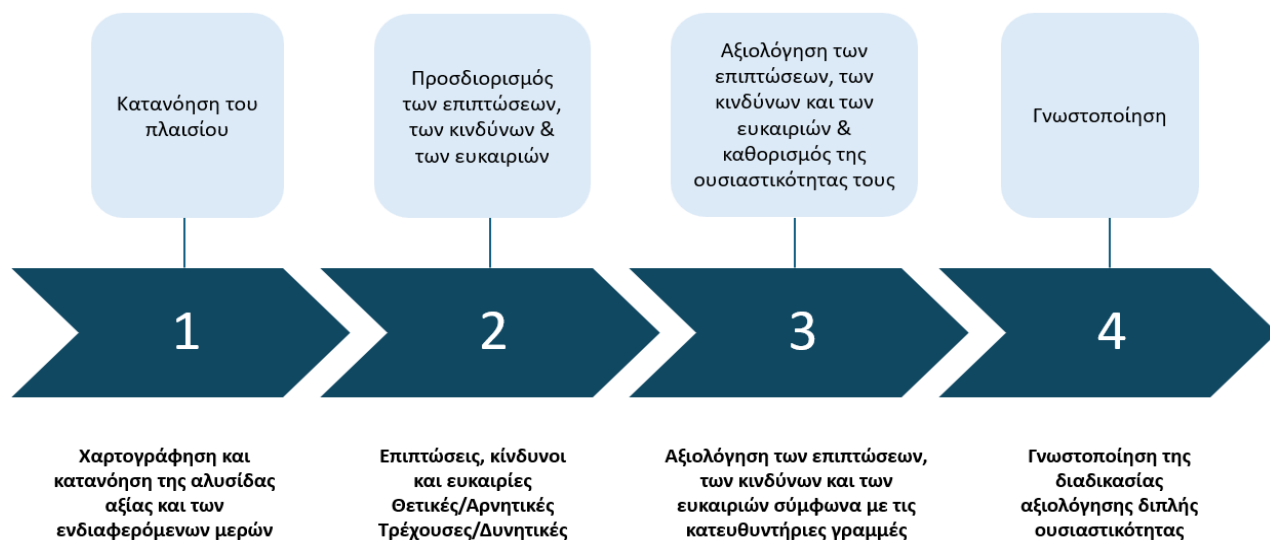 Κατανόηση του
πλαισίου
Προσδιορισμός
των επιπτώσεων,
των κινδύνων &
των ευκαιριών
Αξιολόγηση των
επιπτώσεων, των
κινδύνων και των
ευκαιριών &
καθορισμός της
ουσιαστικότητας τους
Γνωστοποίηση
1
2
3
4
Χαρτογράφηση και
κατανόηση της αλυσίδας
αξίας και των
ενδιαφερόμενων μερών
Επιπτώσεις, κίνδυνοι
και ευκαιρίες
Θετικές/Αρνητικές
Τρέχουσες/Δυνητικές
Αξιολόγηση των επιπτώσεων,
των κινδύνων και των
ευκαιριών σύμφωνα με τις
κατευθυντήριες γραμμές
Γνωστοποίηση της
διαδικασίας
αξιολόγησης διπλής
ουσιαστικότητας